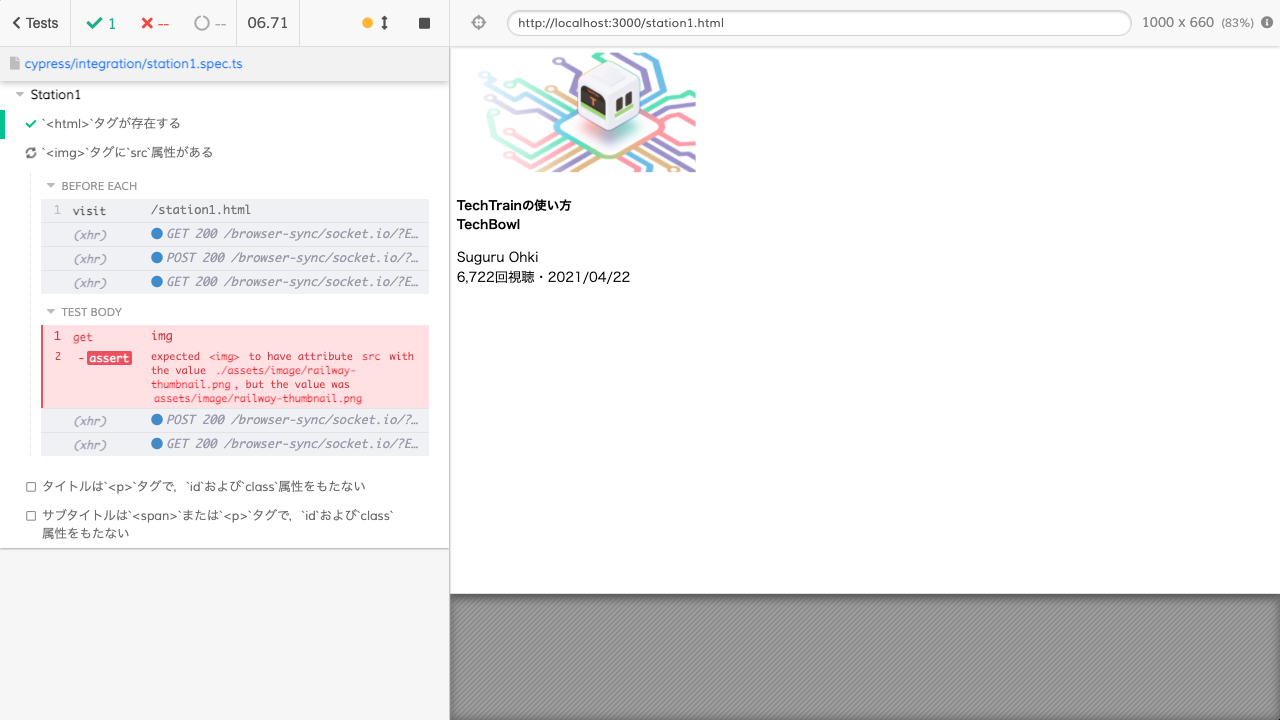 Tests
1
--
--
06.71
http://localhost:3000/station1.html
1000 x 660 (83%)
cypress/integration/station1.spec.ts
Station1
`<html>`タグが存在する
`<img>`タグに`src`属性がある
BEFORE EACH
1 visit /station1.html
(xhr) GET 200 /browser-sync/socket.io/?E…
(xhr) POST 200 /browser-sync/socket.io/?…
(xhr) GET 200 /browser-sync/socket.io/?E…
TEST BODY
1 get img
2 -assert expected <img> to have attribute src with
the value ./assets/image/railway-
thumbnail.png, but the value was
assets/image/railway-thumbnail.png
(xhr) POST 200 /browser-sync/socket.io/?…
(xhr) GET 200 /browser-sync/socket.io/?E…
タイトルは`<p>`タグで，`id`および`class`属性をもたない
サブタイトルは`<span>`または`<p>`タグで，`id`および`class`
属性をもたない
T
TechTrainの使い方
TechBowl
Suguru Ohki
6,722回視聴・2021/04/22